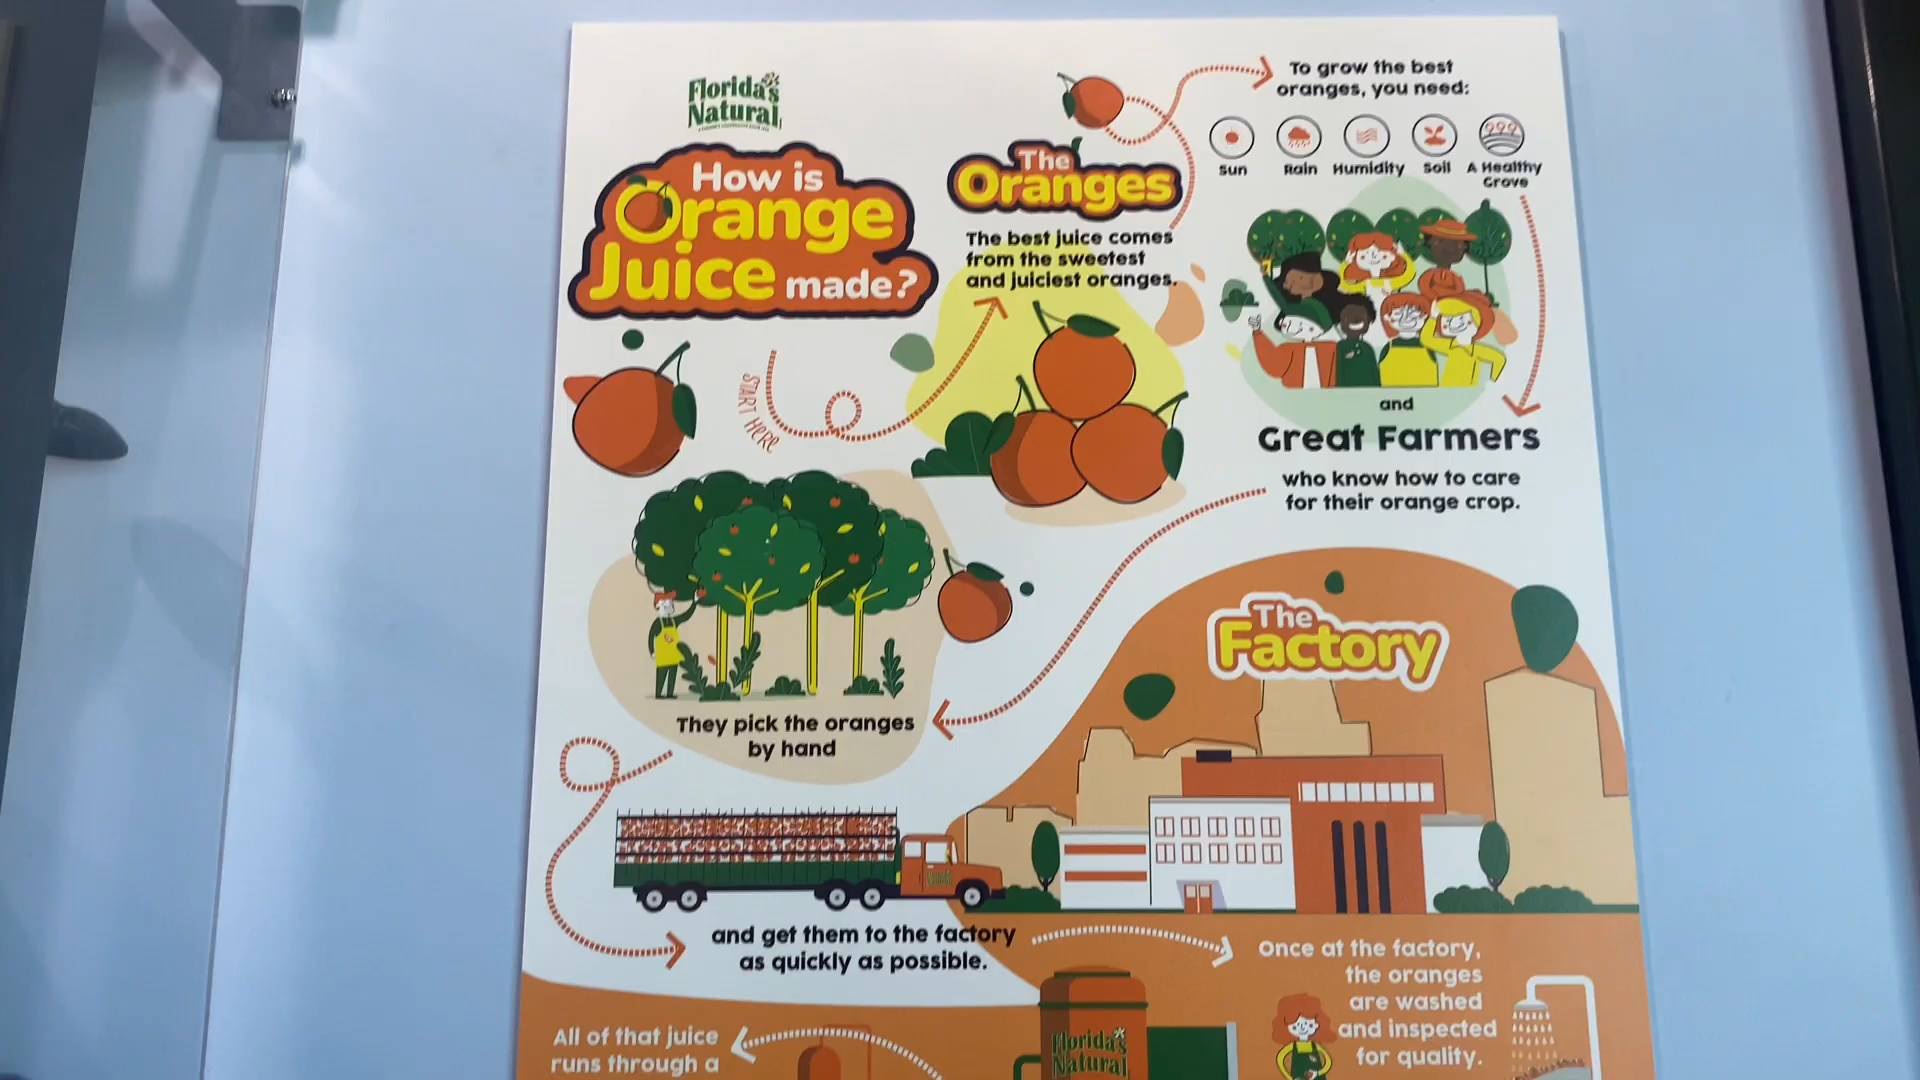 Florida's
Natural
How is
Orange
Juice made?
START HERE
The
Oranges
The best juice comes
from the sweetest
and juiciest oranges.
To grow the best
oranges, you need:
Sun
Rain
Humidity
Soil
A Healthy
Grove
and
Great Farmers
who know how to care
for their orange crop.
They pick the oranges
by hand
and get them to the factory
as quickly as possible.
The
Factory
Once at the factory,
the oranges
are washed
and inspected
for quality.
Florida's
Natural
All of that juice
runs through a